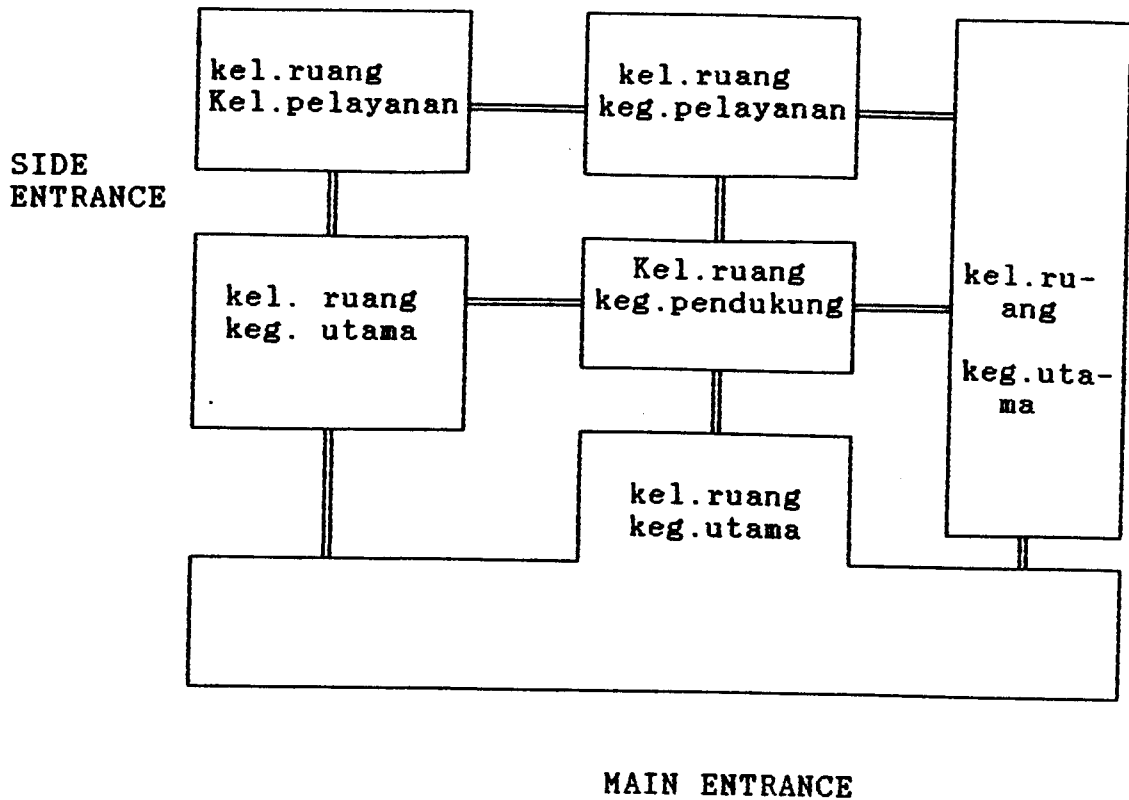 kel.ruang
Kel.pelayanan
kel.ruang
keg.pelayanan
SIDE
ENTRANCE
kel. ruang
keg. utama
Kel.ruang
keg.pendukung
kel.ru-
ang
keg.uta-
ma
kel.ruang
keg.utama
MAIN ENTRANCE